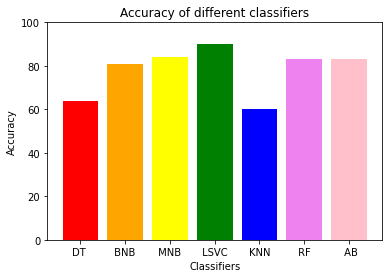 Accuracy of different classifiers
100
80
60
40
20
0
Accuracy
DT BNB MNB LSVC KNN RF AB
Classifiers